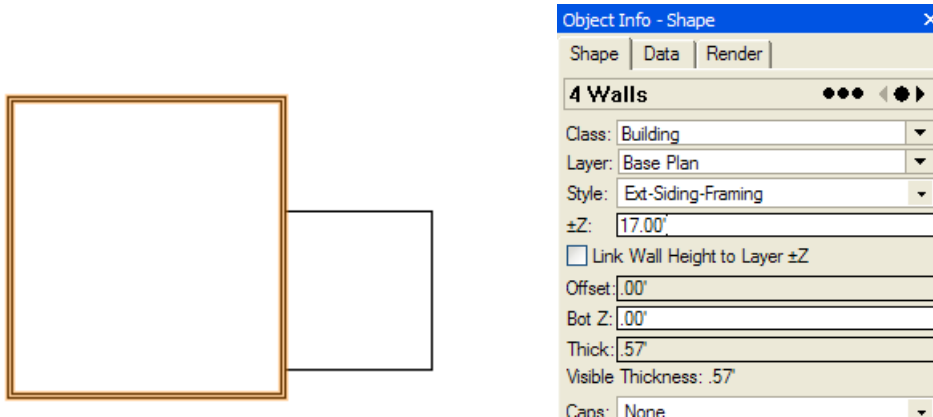 Object Info - Shape
Shape Data Render
4 Walls
Class: Building
Layer: Base Plan
Style: Ext-Siding-Framing
±Z: 17.00'
Link Wall Height to Layer ±Z
Offset: .00'
Bot Z: .00'
Thick: .57'
Visible Thickness: .57'
Caps: None